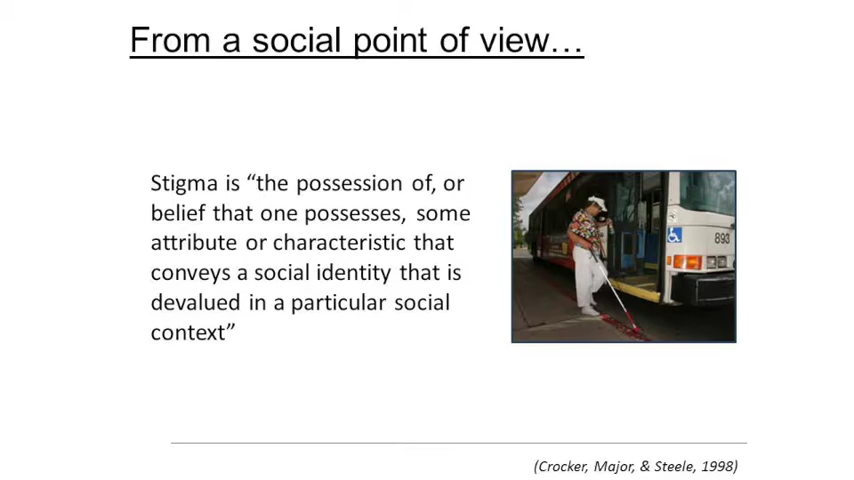 From a social point of view…
Stigma is “the possession of, or
belief that one possesses, some
attribute or characteristic that
conveys a social identity that is
devalued in a particular social
context”
893
(Crocker, Major, & Steele, 1998)